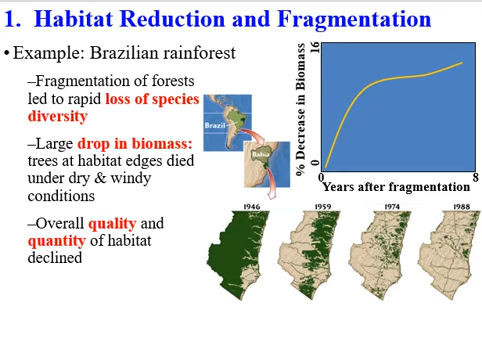 1. Habitat Reduction and Fragmentation
• Example: Brazilian rainforest
–Fragmentation of forests
led to rapid loss of species
diversity
–Large drop in biomass:
trees at habitat edges died
under dry & windy
conditions
–Overall quality and
quantity of habitat
declined
Brazil
Bahia
% Decrease in Biomass
16
0
0
8
Years after fragmentation
1946
1959
1974
1988